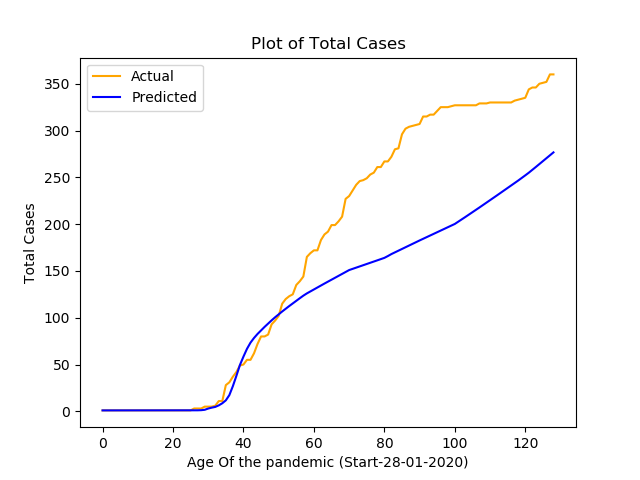 Plot of Total Cases
Actual
Predicted
350
300
250
200
150
100
50
0
Total Cases
0 20 40 60 80 100 120
Age Of the pandemic (Start-28-01-2020)